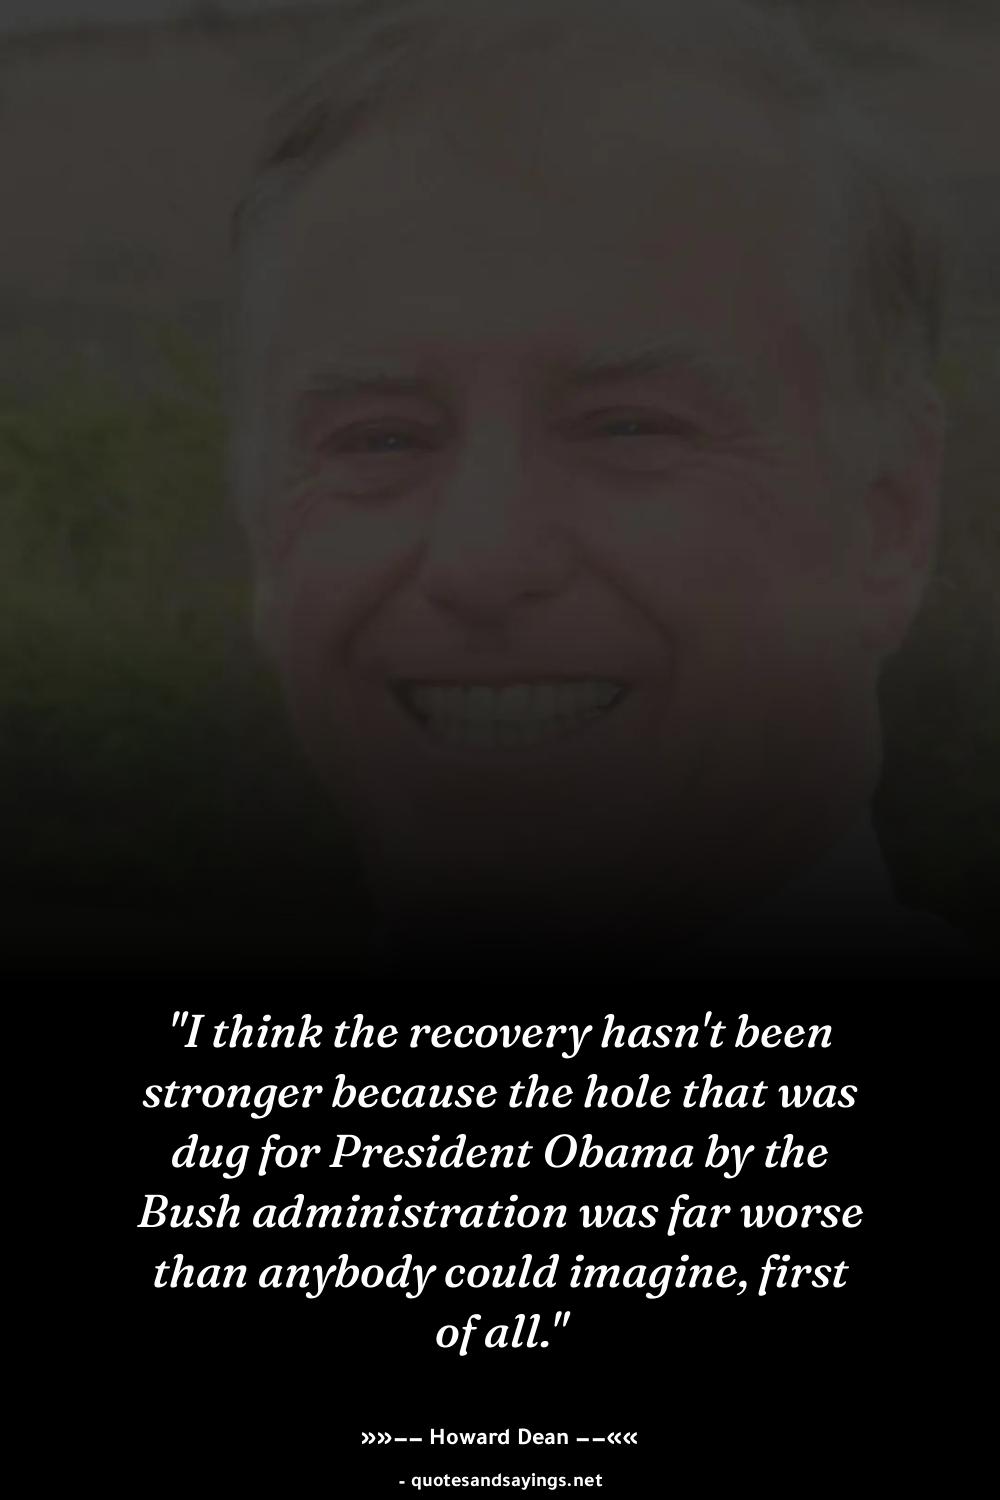 "I think the recovery hasn't been
stronger because the hole that was
dug for President Obama by the
Bush administration was far worse
than anybody could imagine, first
of all."
»»−− Howard Dean −−««
- quotesandsayings.net